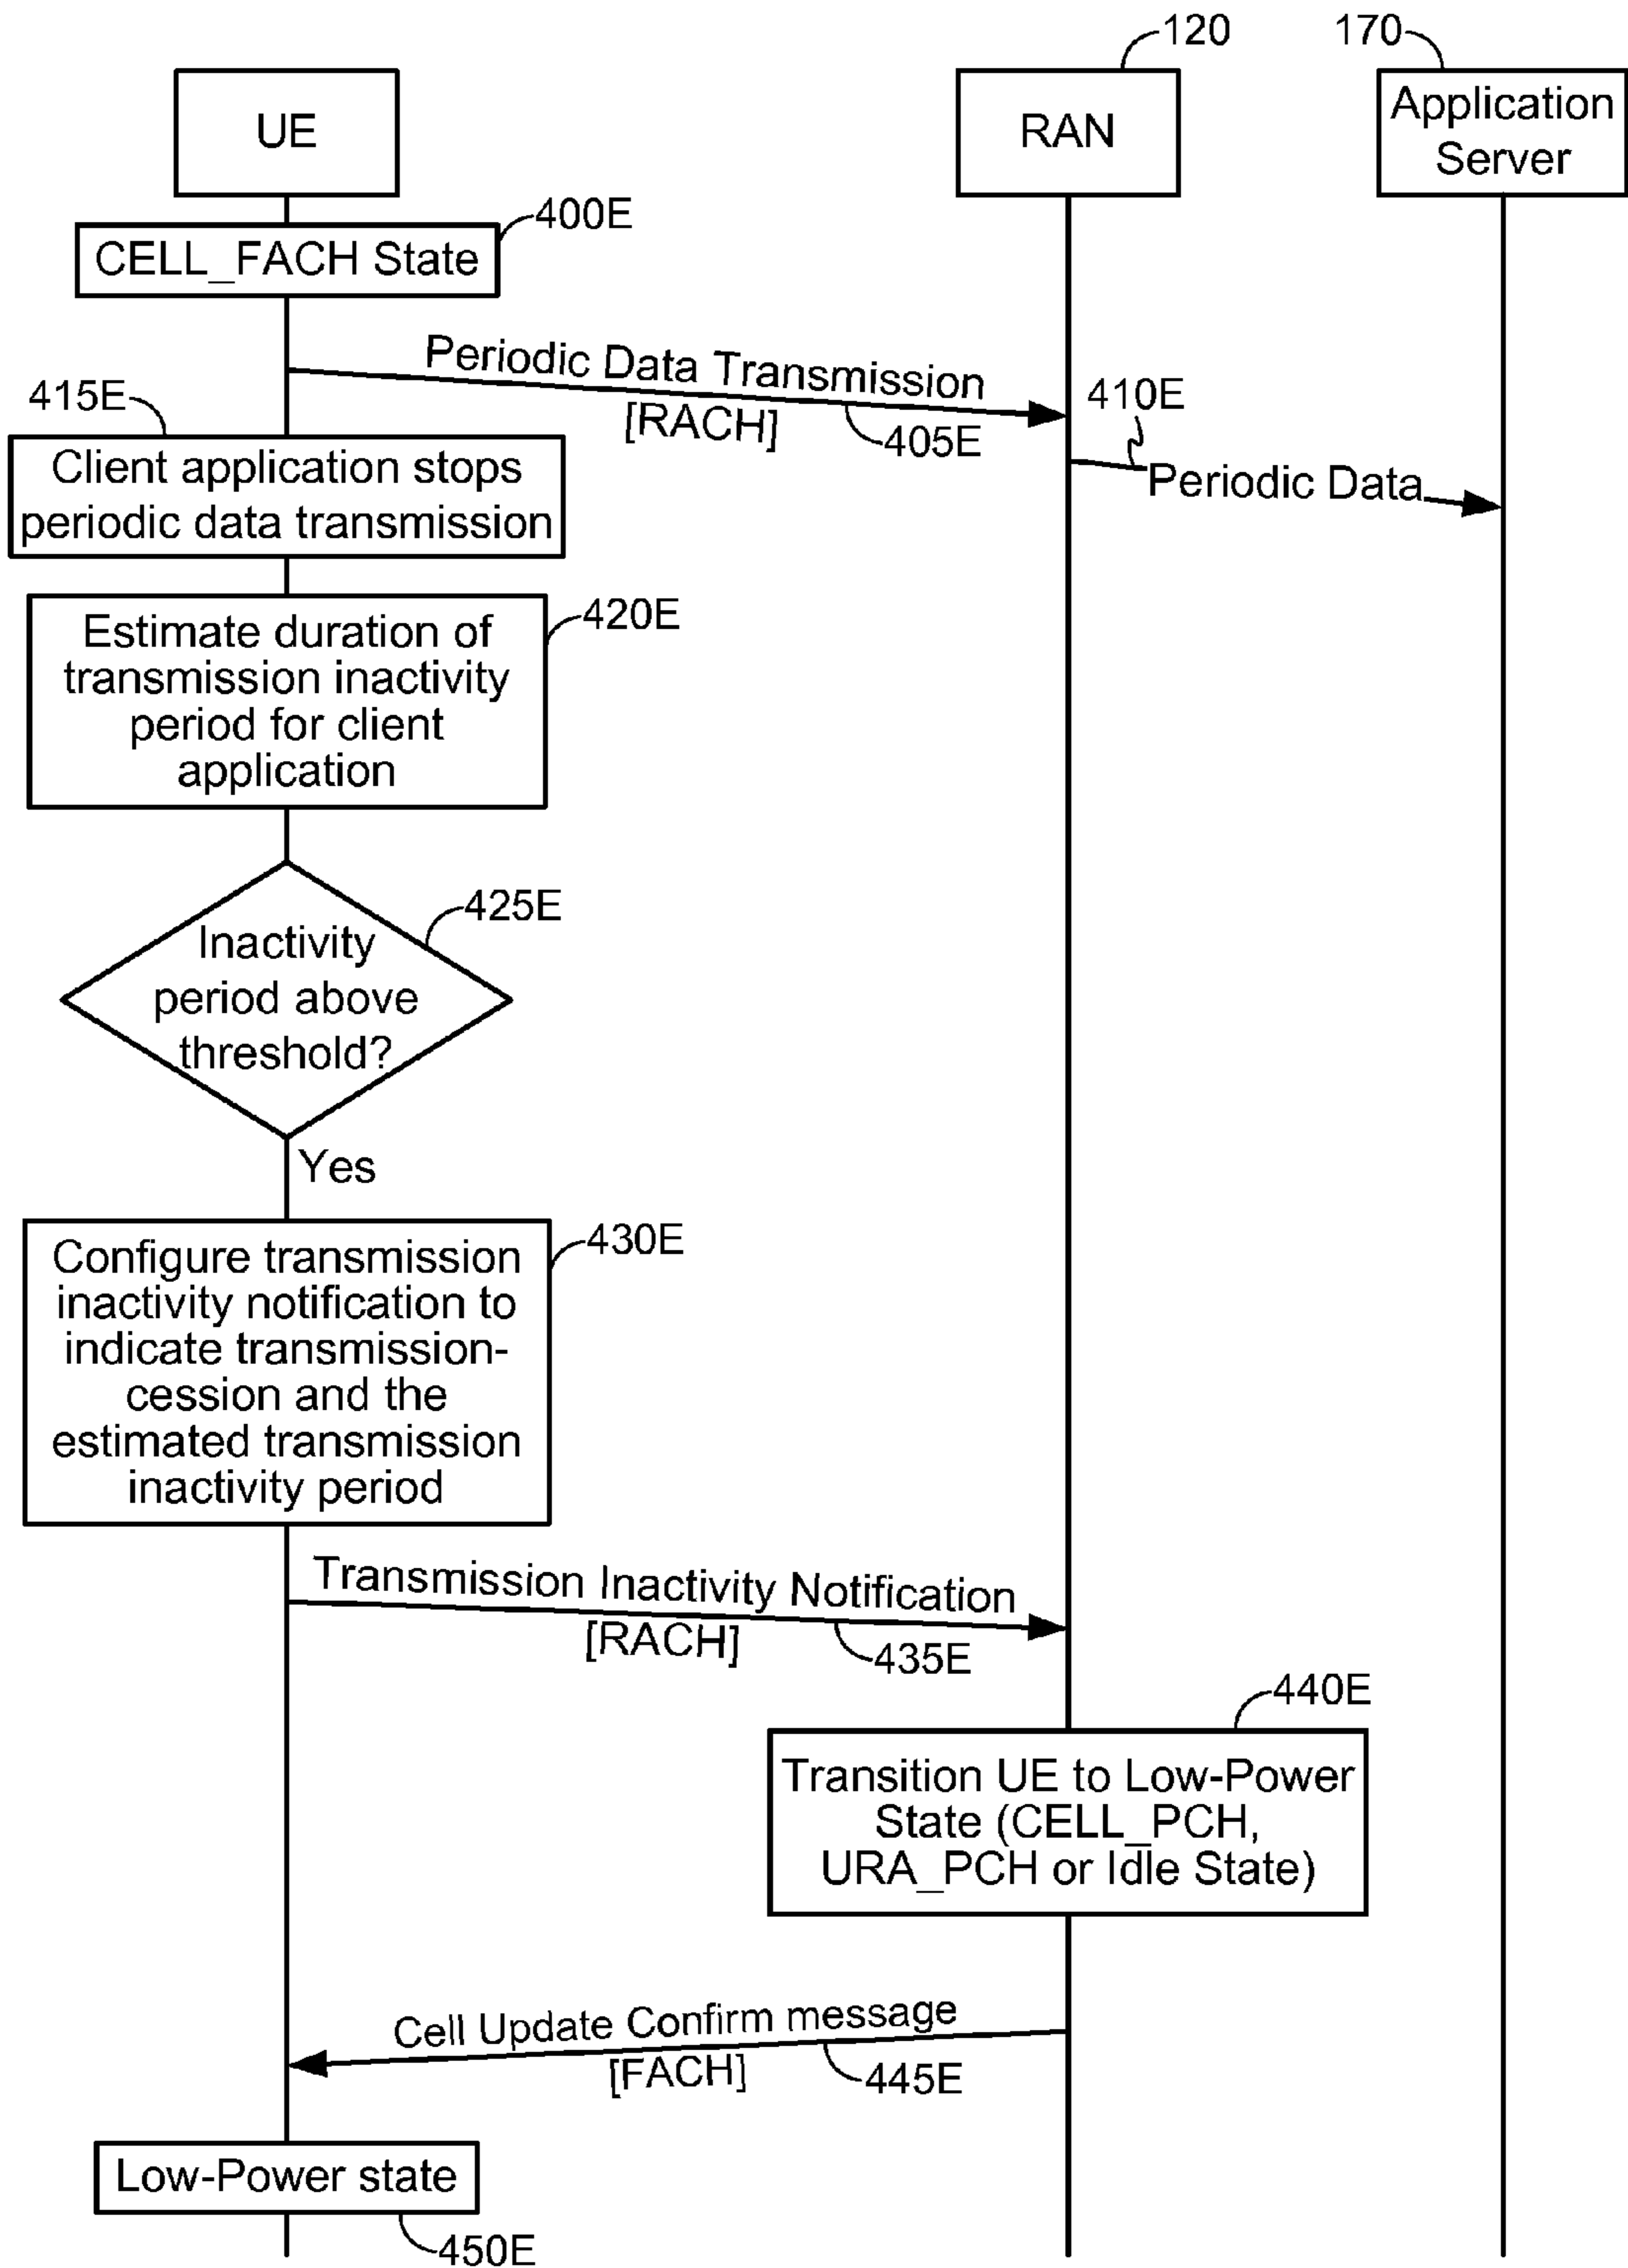 120
170
UE
RAN
Application
Server
400E
CELL_FACH State
Periodic Data Transmission
[RACH]
405E
410E
Periodic Data
415E
Client application stops
periodic data transmission
420E
Estimate duration of
transmission inactivity
period for client
application
425E
Inactivity
period above
threshold?
Yes
430E
Configure transmission
inactivity notification to
indicate transmission-
cession and the
estimated transmission
inactivity period
Transmission Inactivity Notification
[RACH]
435E
440E
Transition UE to Low-Power
State (CELL_PCH,
URA_PCH or Idle State)
Cell Update Confirm message
[FACH]
445E
Low-Power state
450E